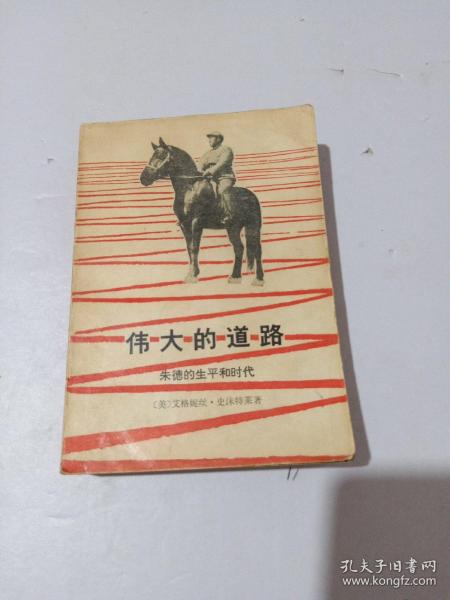 伟大的道路
朱德的生平和时代
〔美〕艾格妮丝·史沫特莱著
孔夫子旧书网
www.kongfz.com